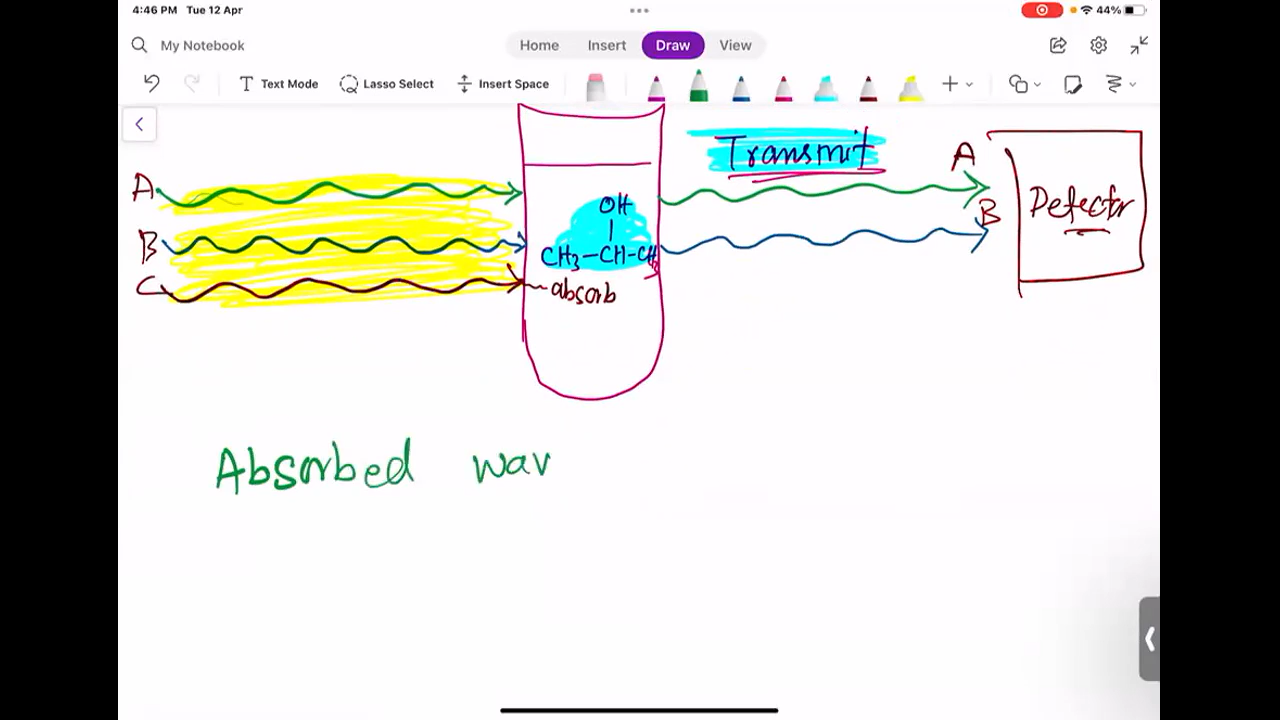 4:46 PM Tue 12 Apr
44%
My Notebook
Home Insert Draw View
Text Mode Lasso Select Insert Space
Transmit
A A
OH
B B
Detector
CH3-CH-CH3
C
absorb
Absorbed wav